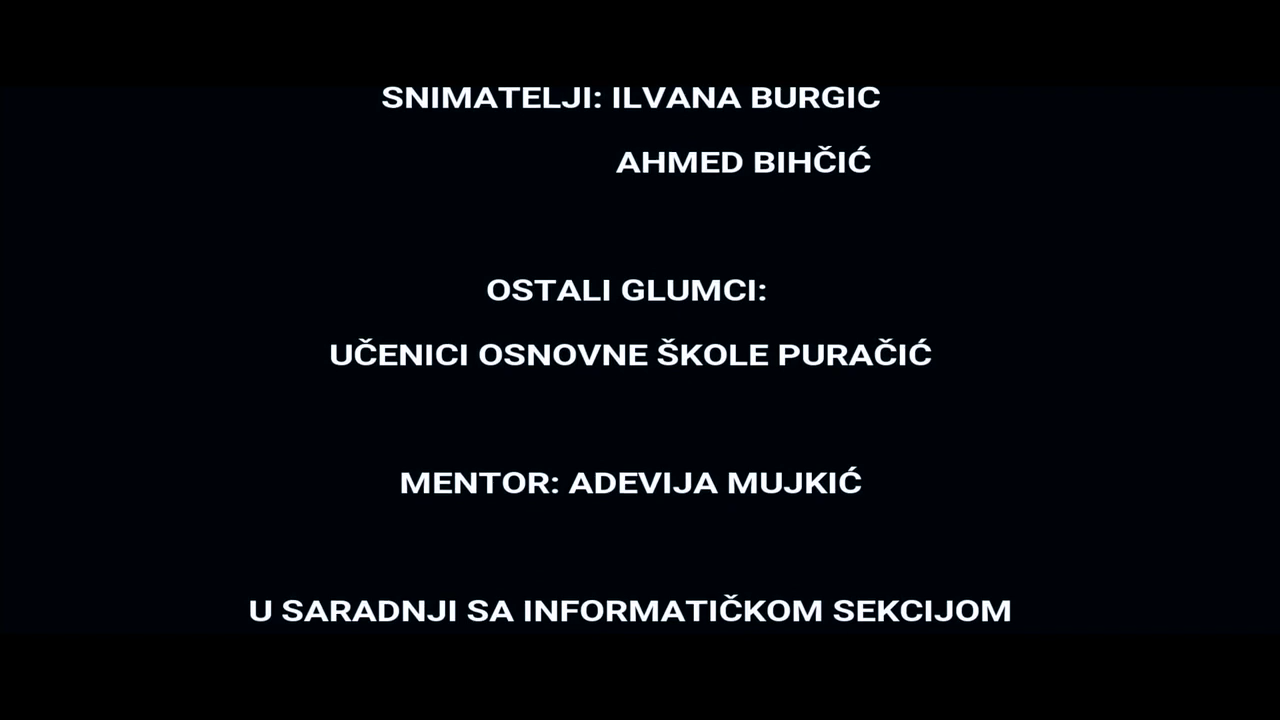 SNIMATELJI: ILVANA BURGIC
AHMED BIHČIĆ
OSTALI GLUMCI:
UČENICI OSNOVNE ŠKOLE PURAČIĆ
MENTOR: ADEVIJA MUJKIĆ
U SARADNJI SA INFORMATIČKOM SEKCIJOM